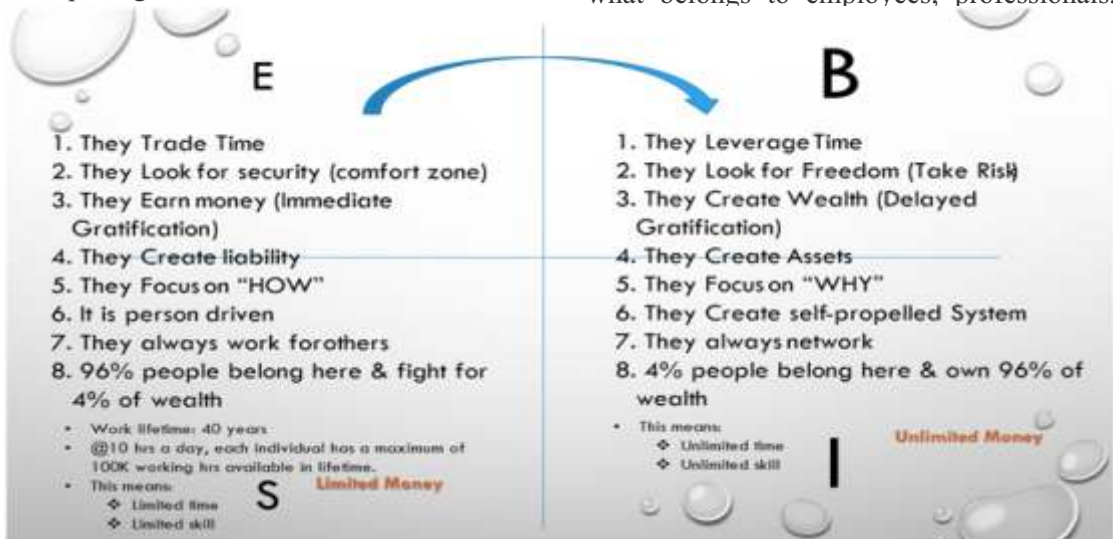 what belongs to employees, professionals.
E
1. They Trade Time
2. They Look for security (comfort zone)
3. They Earn money (Immediate
Gratification)
4. They Create liability
5. They Focus on "HOW"
6. It is person driven
7. They always work forothers
8. 96% people belong here & fight for
4% of wealth
• Work lifetime: 40 years
• @10 hrs a day, each individual has a maximum of
100K working hrs available in lifetime.
• This means:
❖ Limited time
❖ Limited skill
S
Limited Money
B
1. They Leverage Time
2. They Look for Freedom (Take Risk)
3. They Create Wealth (Delayed
Gratification)
4. They Create Assets
5. They Focus on "WHY"
6. They Create self-propelled System
7. They always network
8. 4% people belong here & own 96% of
wealth
• This means:
❖ Unlimited time
❖ Unlimited skill
I
Unlimited Money